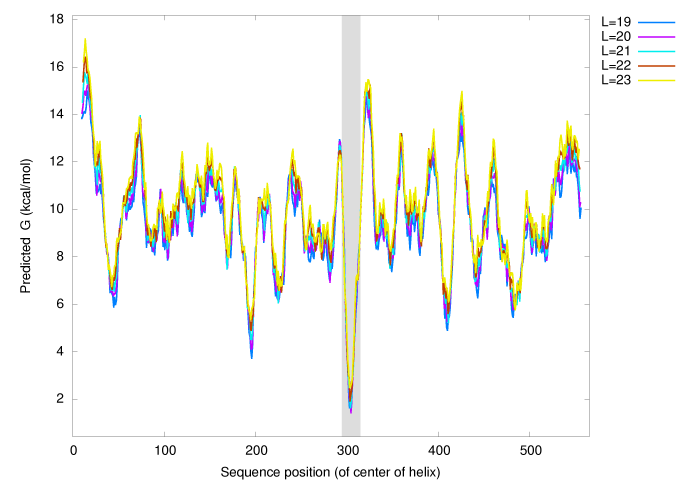 18
16
14
12
10
8
6
4
2
Predicted G (kcal/mol)
0
100
200
300
400
500
Sequence position (of center of helix)
L=19
L=20
L=21
L=22
L=23